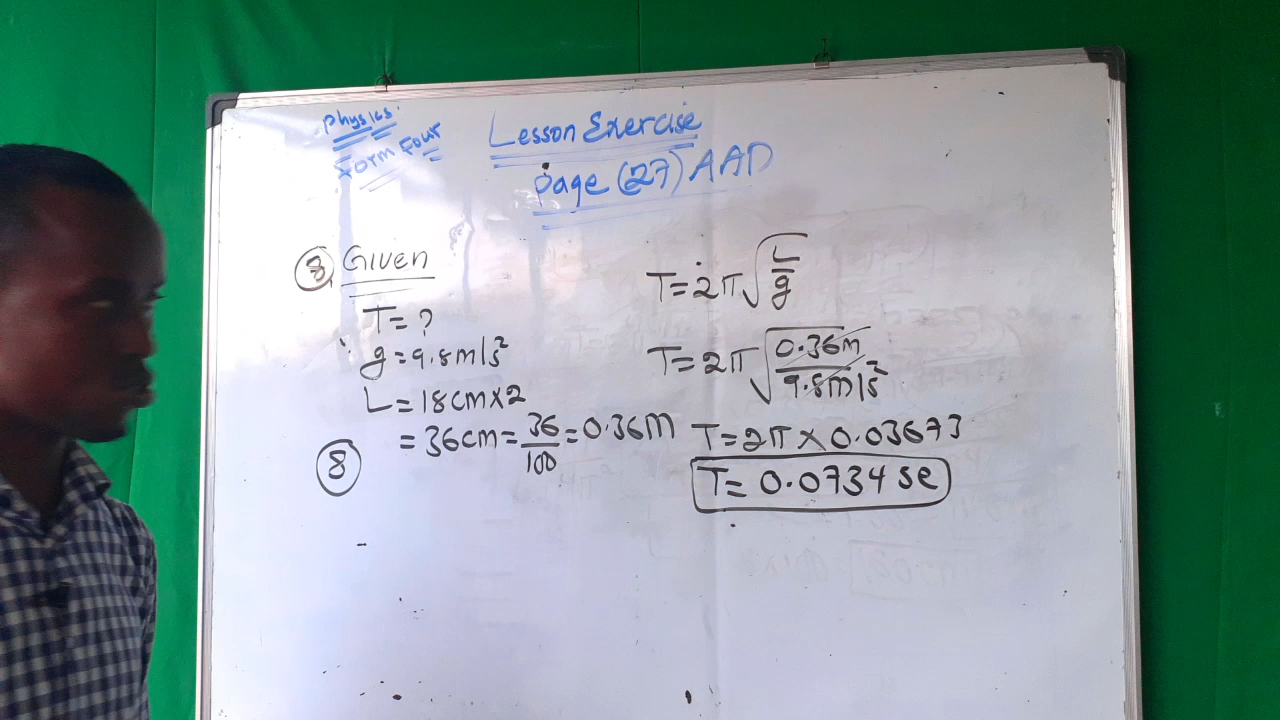 Physics.
Form Four
Lesson Exercise
page (27) AAD
8 Given
T = ?
g = 9.8m/s²
L = 18cm×2
= 36cm = 36/100 = 0.36m
8
T = 2π√(L/g)
T = 2π√(0.36m/9.8m/s²)
T = 2π × 0.03673
T = 0.0734 se